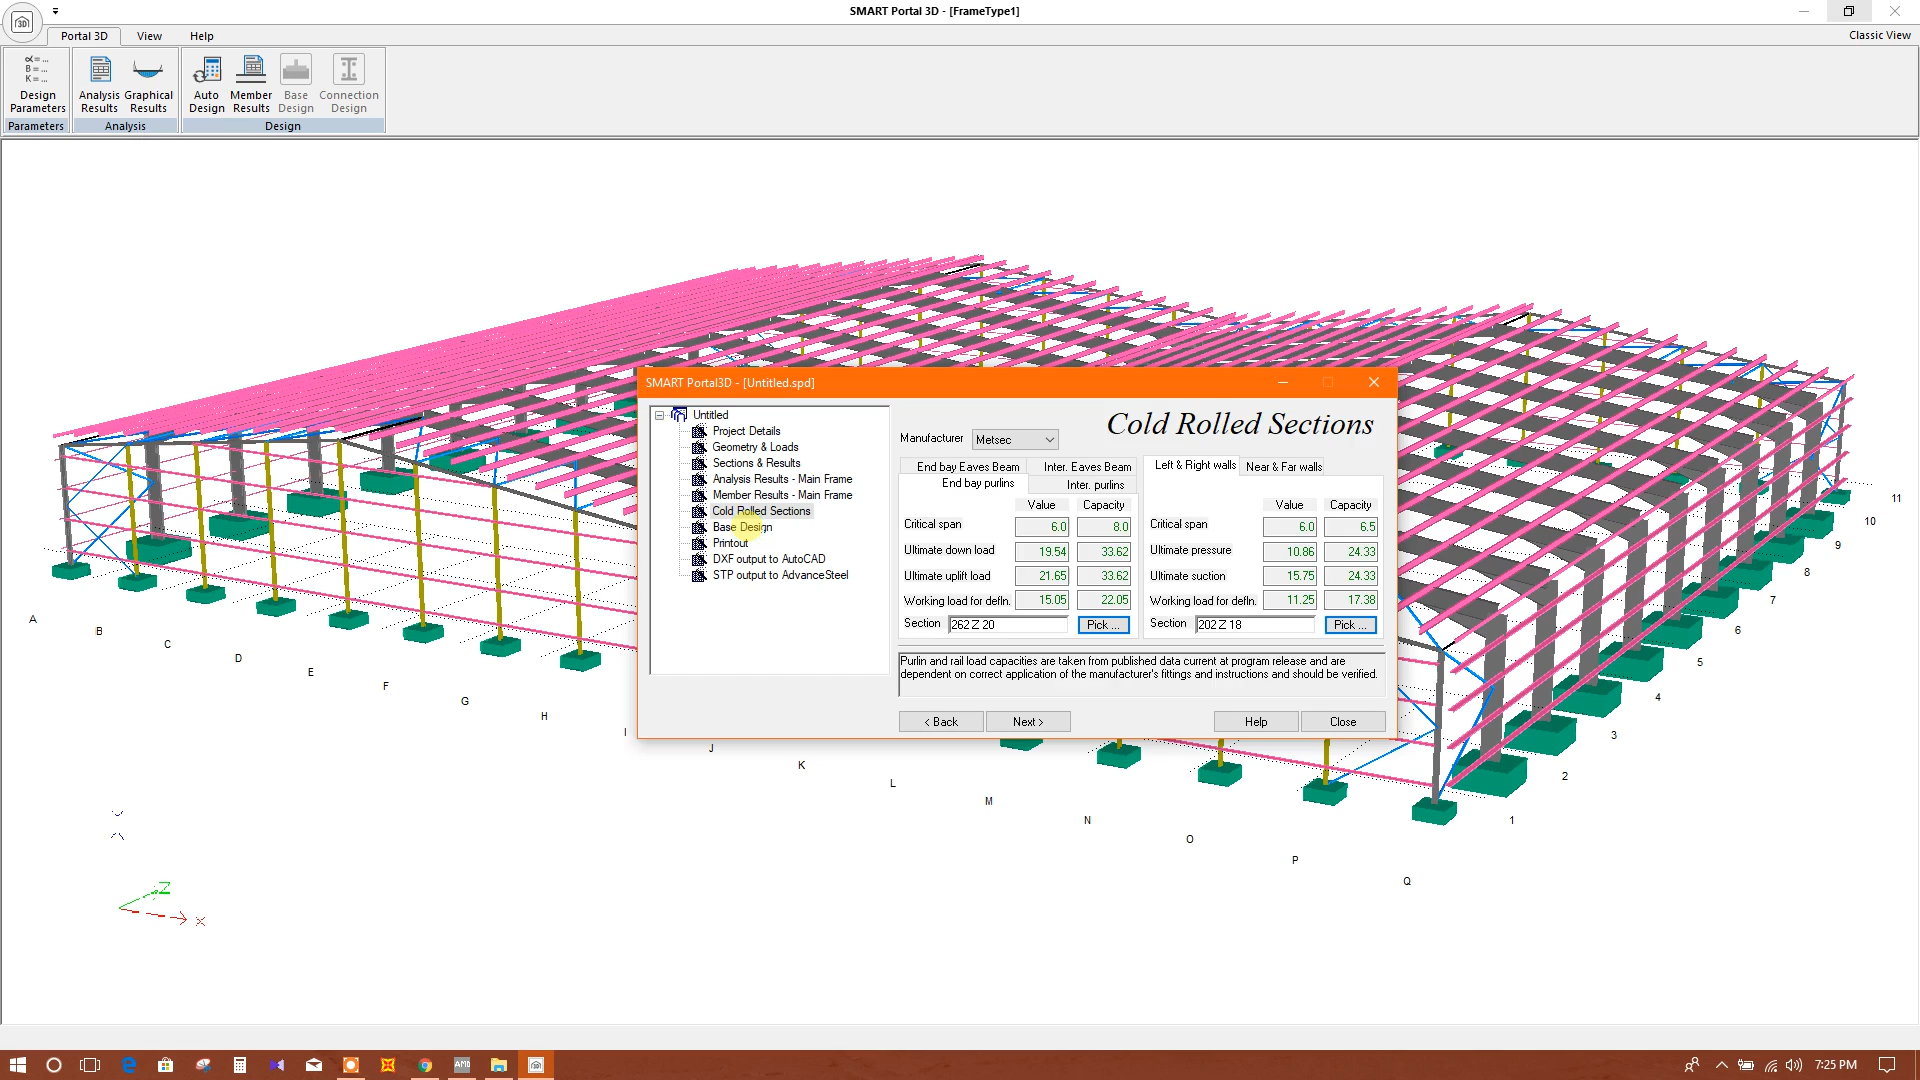 SMART Portal 3D - [FrameType1]
Portal 3D View Help
Classic View
α=...
B=...
K=...
Design Parameters
Analysis Results
Graphical Results
Auto Design
Member Results
Base Design
Connection Design
Parameters
Analysis
Design
SMART Portal3D - [Untitled.spd]
Untitled
Project Details
Geometry & Loads
Sections & Results
Analysis Results - Main Frame
Member Results - Main Frame
Cold Rolled Sections
Base Design
Printout
DXF output to AutoCAD
STP output to AdvanceSteel
Cold Rolled Sections
Manufacturer Metsec
End bay Eaves Beam Inter. Eaves Beam
End bay purlins Inter. purlins
Value Capacity
Critical span 6.0 8.0
Ultimate down load 19.54 33.62
Ultimate uplift load 21.65 33.62
Working load for defln. 15.05 22.05
Section 262 Z 20 Pick ...
Left & Right walls Near & Far walls
Value Capacity
Critical span 6.0 6.5
Ultimate pressure 10.86 24.33
Ultimate suction 15.75 24.33
Working load for defln. 11.25 17.38
Section 202 Z 18 Pick ...
Purlin and rail load capacities are taken from published data current at program release and are
dependent on correct application of the manufacturer's fittings and instructions and should be verified.
< Back Next > Help Close
A
B
C
D
E
F
G
H
I
J
K
L
M
N
O
P
Q
1
2
3
4
5
6
7
8
9
10
11
Z
X
7:25 PM